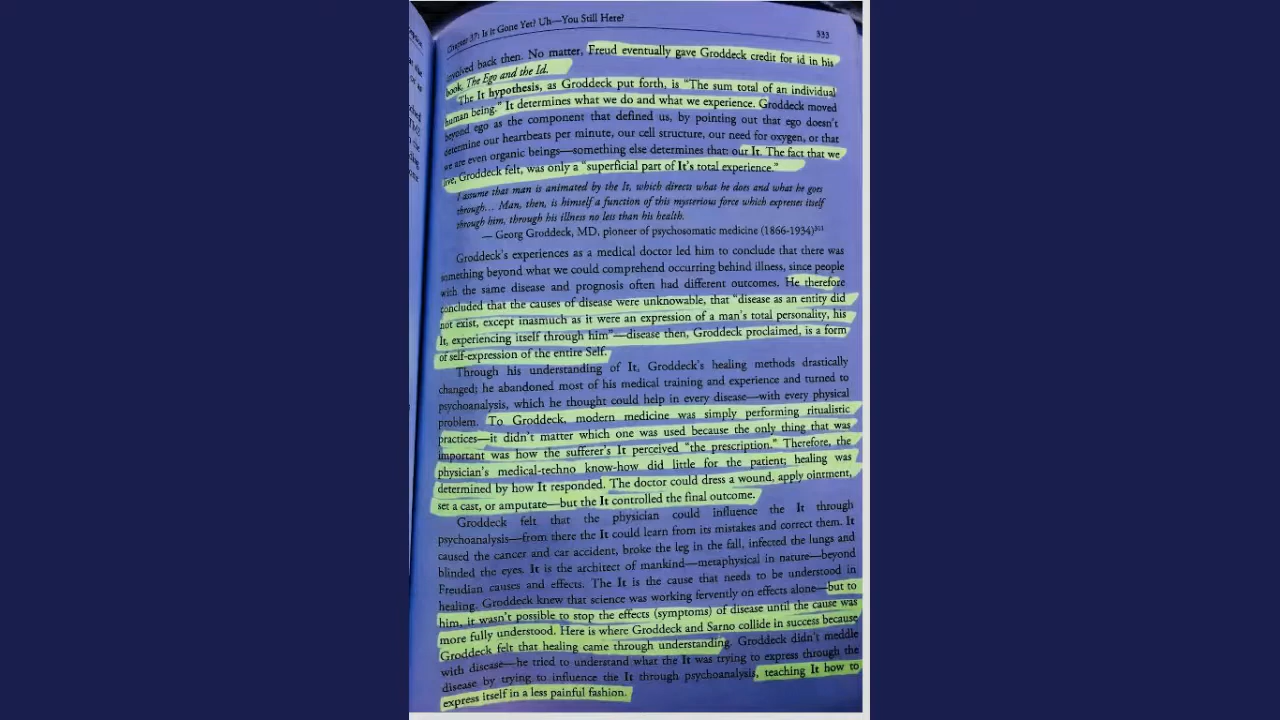 Chapter 37: Is It Gone Yet? Uh—You Still Here?
333
involved back then. No matter, Freud eventually gave Groddeck credit for id in his
book, The Ego and the Id.
The It hypothesis, as Groddeck put forth, is “The sum total of an individual
human being.” It determines what we do and what we experience. Groddeck moved
beyond ego as the component that defined us, by pointing out that ego doesn’t
determine our heartbeats per minute, our cell structure, our need for oxygen, or that
we are even organic beings—something else determines that: our It. The fact that we
live, Groddeck felt, was only a “superficial part of It’s total experience.”
I assume that man is animated by the It, which directs what he does and what he goes
through... Man, then, is himself a function of this mysterious force which expresses itself
through him, through his illness no less than his health.
— Georg Groddeck, MD, pioneer of psychosomatic medicine (1866-1934)
Groddeck’s experiences as a medical doctor led him to conclude that there was
something beyond what we could comprehend occurring behind illness, since people
with the same disease and prognosis often had different outcomes. He therefore
concluded that the causes of disease were unknowable, that “disease as an entity did
not exist, except inasmuch as it were an expression of a man’s total personality, his
It, experiencing itself through him”—disease then, Groddeck proclaimed, is a form
of self-expression of the entire Self.
Through his understanding of It, Groddeck’s healing methods drastically
changed; he abandoned most of his medical training and experience and turned to
psychoanalysis, which he thought could help in every disease—with every physical
problem. To Groddeck, modern medicine was simply performing ritualistic
practices—it didn’t matter which one was used because the only thing that was
important was how the sufferer’s It perceived “the prescription.” Therefore, the
physician’s medical-techno know-how did little for the patient; healing was
determined by how It responded. The doctor could dress a wound, apply ointment,
set a cast, or amputate—but the It controlled the final outcome.
Groddeck felt that the physician could influence the It through
psychoanalysis—from there the It could learn from its mistakes and correct them. It
caused the cancer and car accident, broke the leg in the fall, infected the lungs and
blinded the eyes. It is the architect of mankind—metaphysical in nature—beyond
Freudian causes and effects. The It is the cause that needs to be understood in
healing. Groddeck knew that science was working fervently on effects alone—but to
him, it wasn’t possible to stop the effects (symptoms) of disease until the cause was
more fully understood. Here is where Groddeck and Sarno collide in success because
Groddeck felt that healing came through understanding. Groddeck didn’t meddle
with disease—he tried to understand what the It was trying to express through the
disease by trying to influence the It through psychoanalysis, teaching It how to
express itself in a less painful fashion.